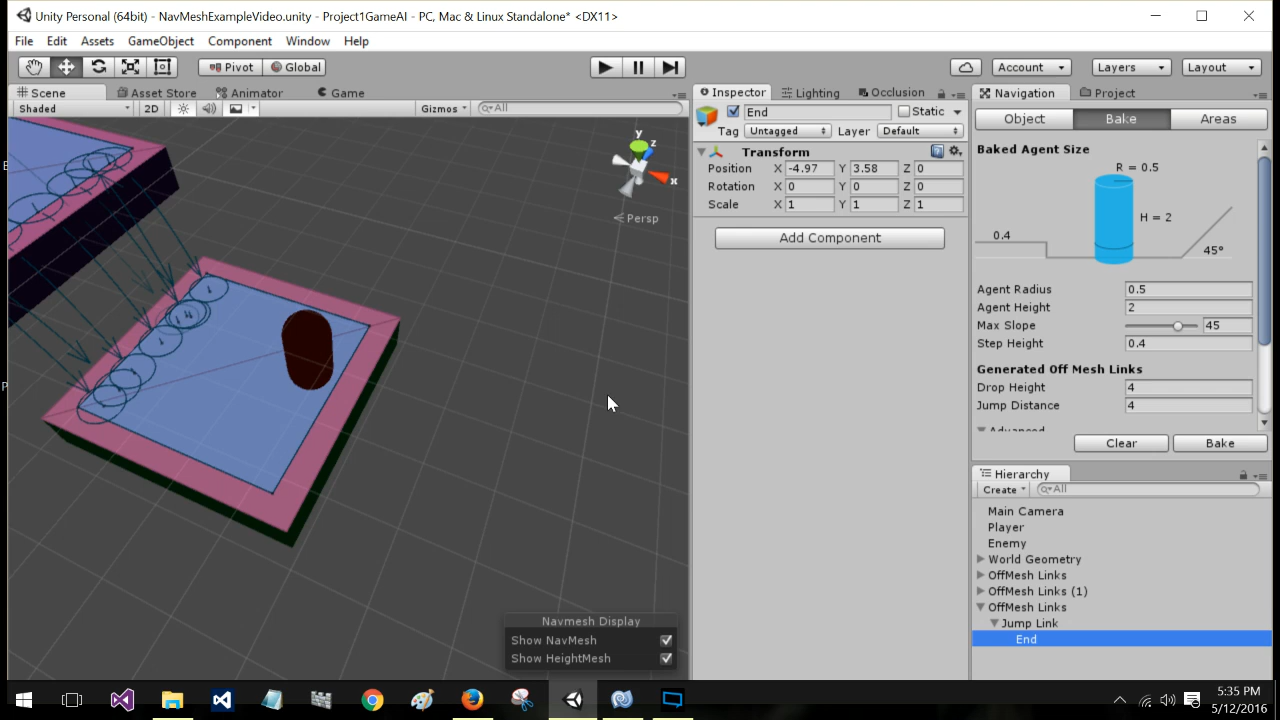 Unity Personal (64bit) - NavMeshExampleVideo.unity - Project1GameAI - PC, Mac & Linux Standalone* <DX11>
File Edit Assets GameObject Component Window Help
Pivot Global Account Layers Layout
Scene Asset Store Animator Game
Shaded 2D Gizmos All
y
z
x
Persp
Navmesh Display
Show NavMesh
Show HeightMesh
Inspector Lighting Occlusion
End Static
Tag Untagged Layer Default
Transform
Position X -4.97 Y 3.58 Z 0
Rotation X 0 Y 0 Z 0
Scale X 1 Y 1 Z 1
Add Component
Navigation Project
Object Bake Areas
Baked Agent Size
R = 0.5
H = 2
0.4
45°
Agent Radius 0.5
Agent Height 2
Max Slope 45
Step Height 0.4
Generated Off Mesh Links
Drop Height 4
Jump Distance 4
Advanced
Clear Bake
Hierarchy
Create All
Main Camera
Player
Enemy
World Geometry
OffMesh Links
OffMesh Links (1)
OffMesh Links
Jump Link
End
5:35 PM
5/12/2016